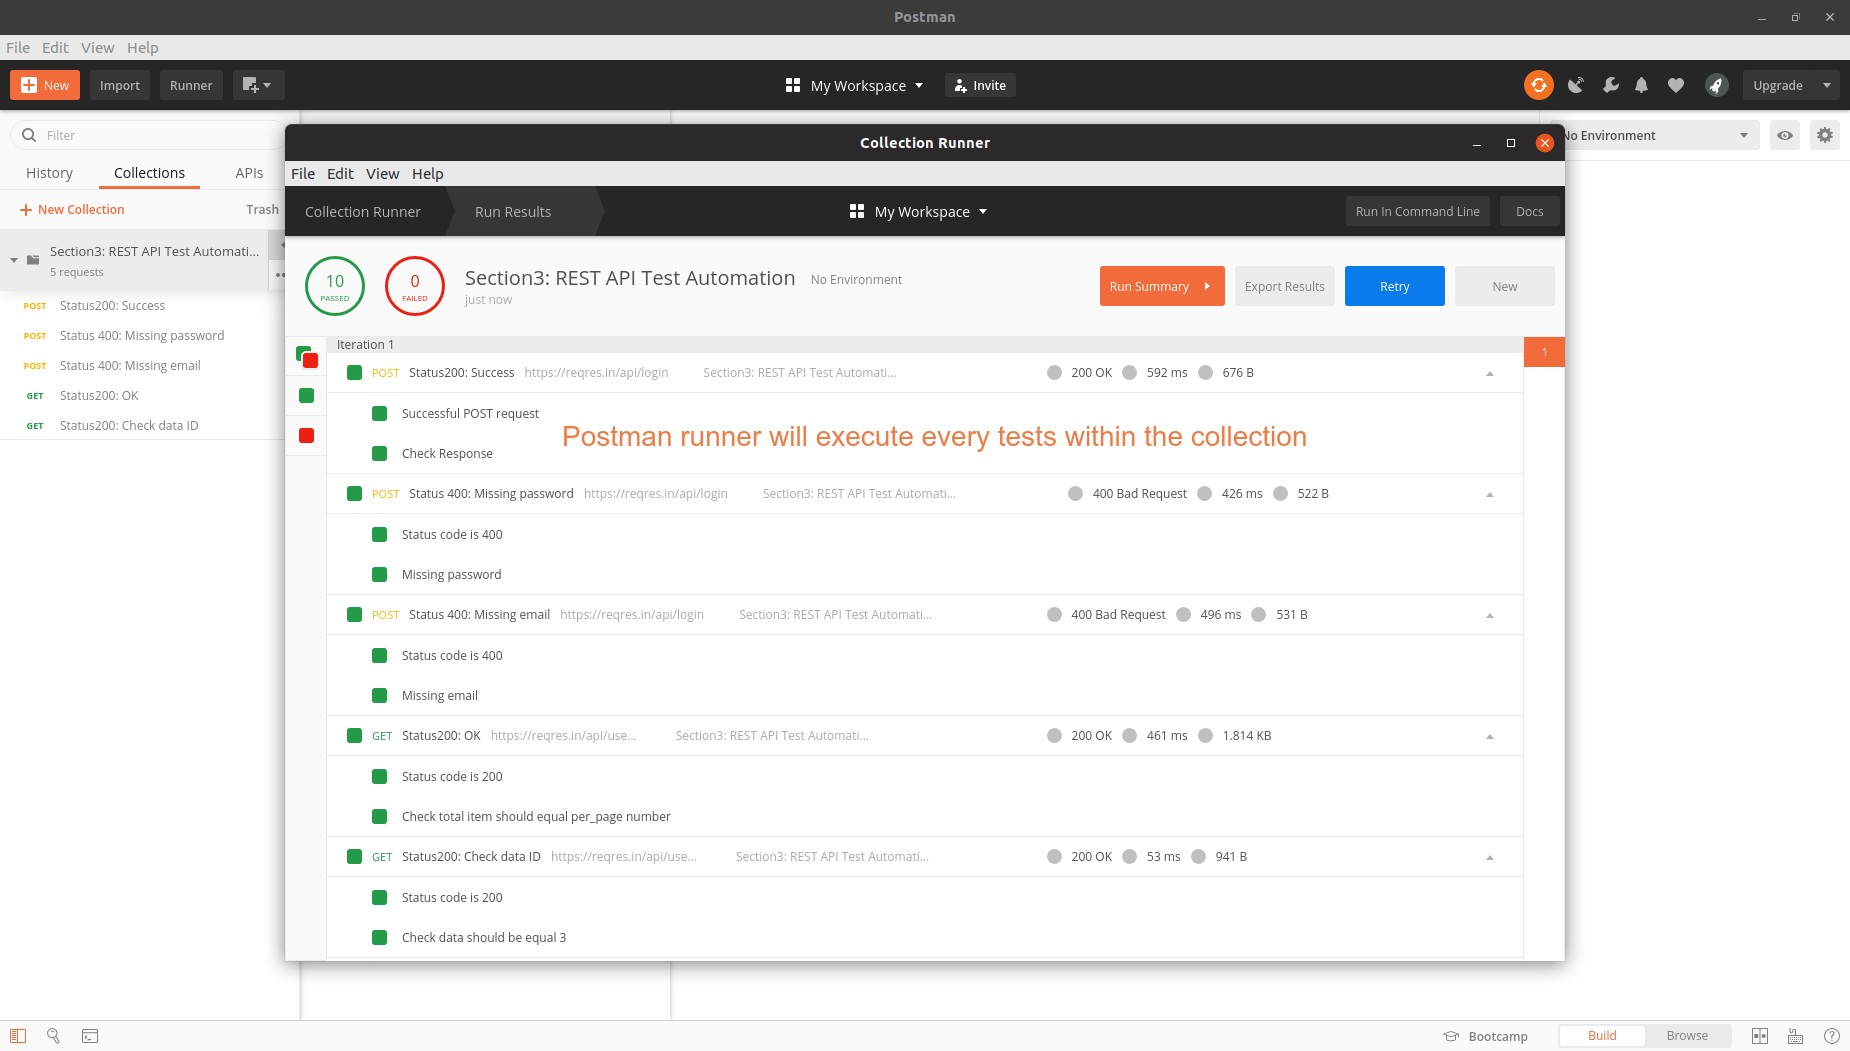 Postman
File Edit View Help
New Import Runner My Workspace Invite Upgrade
Filter
No Environment
History Collections APIs
New Collection Trash
Section3: REST API Test Automati...
5 requests
POST Status200: Success
POST Status 400: Missing password
POST Status 400: Missing email
GET Status200: OK
GET Status200: Check data ID
Collection Runner
File Edit View Help
Collection Runner Run Results My Workspace Run In Command Line Docs
10 PASSED
0 FAILED
Section3: REST API Test Automation No Environment
just now
Run Summary Export Results Retry New
Iteration 1
1
POST Status200: Success https://reqres.in/api/login Section3: REST API Test Automati... 200 OK 592 ms 676 B
Successful POST request
Postman runner will execute every tests within the collection
Check Response
POST Status 400: Missing password https://reqres.in/api/login Section3: REST API Test Automati... 400 Bad Request 426 ms 522 B
Status code is 400
Missing password
POST Status 400: Missing email https://reqres.in/api/login Section3: REST API Test Automati... 400 Bad Request 496 ms 531 B
Status code is 400
Missing email
GET Status200: OK https://reqres.in/api/use... Section3: REST API Test Automati... 200 OK 461 ms 1.814 KB
Status code is 200
Check total item should equal per_page number
GET Status200: Check data ID https://reqres.in/api/use... Section3: REST API Test Automati... 200 OK 53 ms 941 B
Status code is 200
Check data should be equal 3
Bootcamp Build Browse